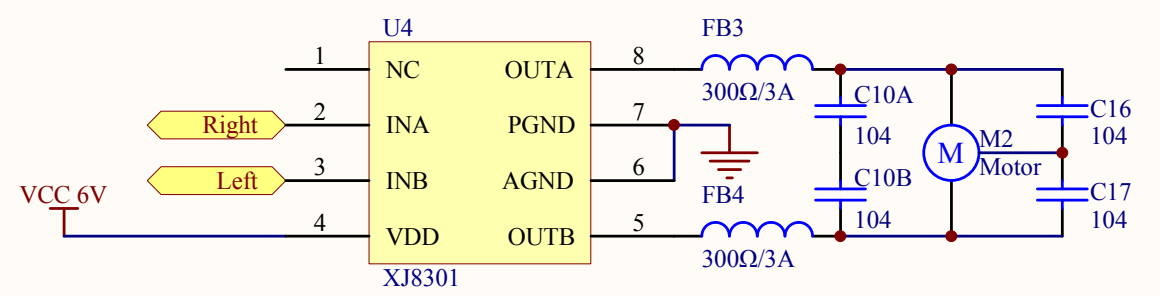 U4
FB3
1
NC
OUTA
8
300Ω/3A
C10A
104
C16
104
Right
2
INA
PGND
7
M
M2
Motor
Left
3
INB
AGND
6
FB4
C10B
104
C17
104
VCC 6V
4
VDD
OUTB
5
300Ω/3A
XJ8301